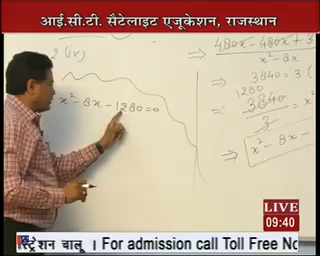 आई.सी.टी. सैटेलाइट एजूकेशन, राजस्थान
x² - 8x - 1280 = 0
⇒ 480x - 480x + 3
x² - 8x
⇒ 3840 = 3 (
1280
⇒ 3840
3
⇒ x² - 8x -
LIVE
09:40
स्ट्रेशन चालू । For admission call Toll Free No